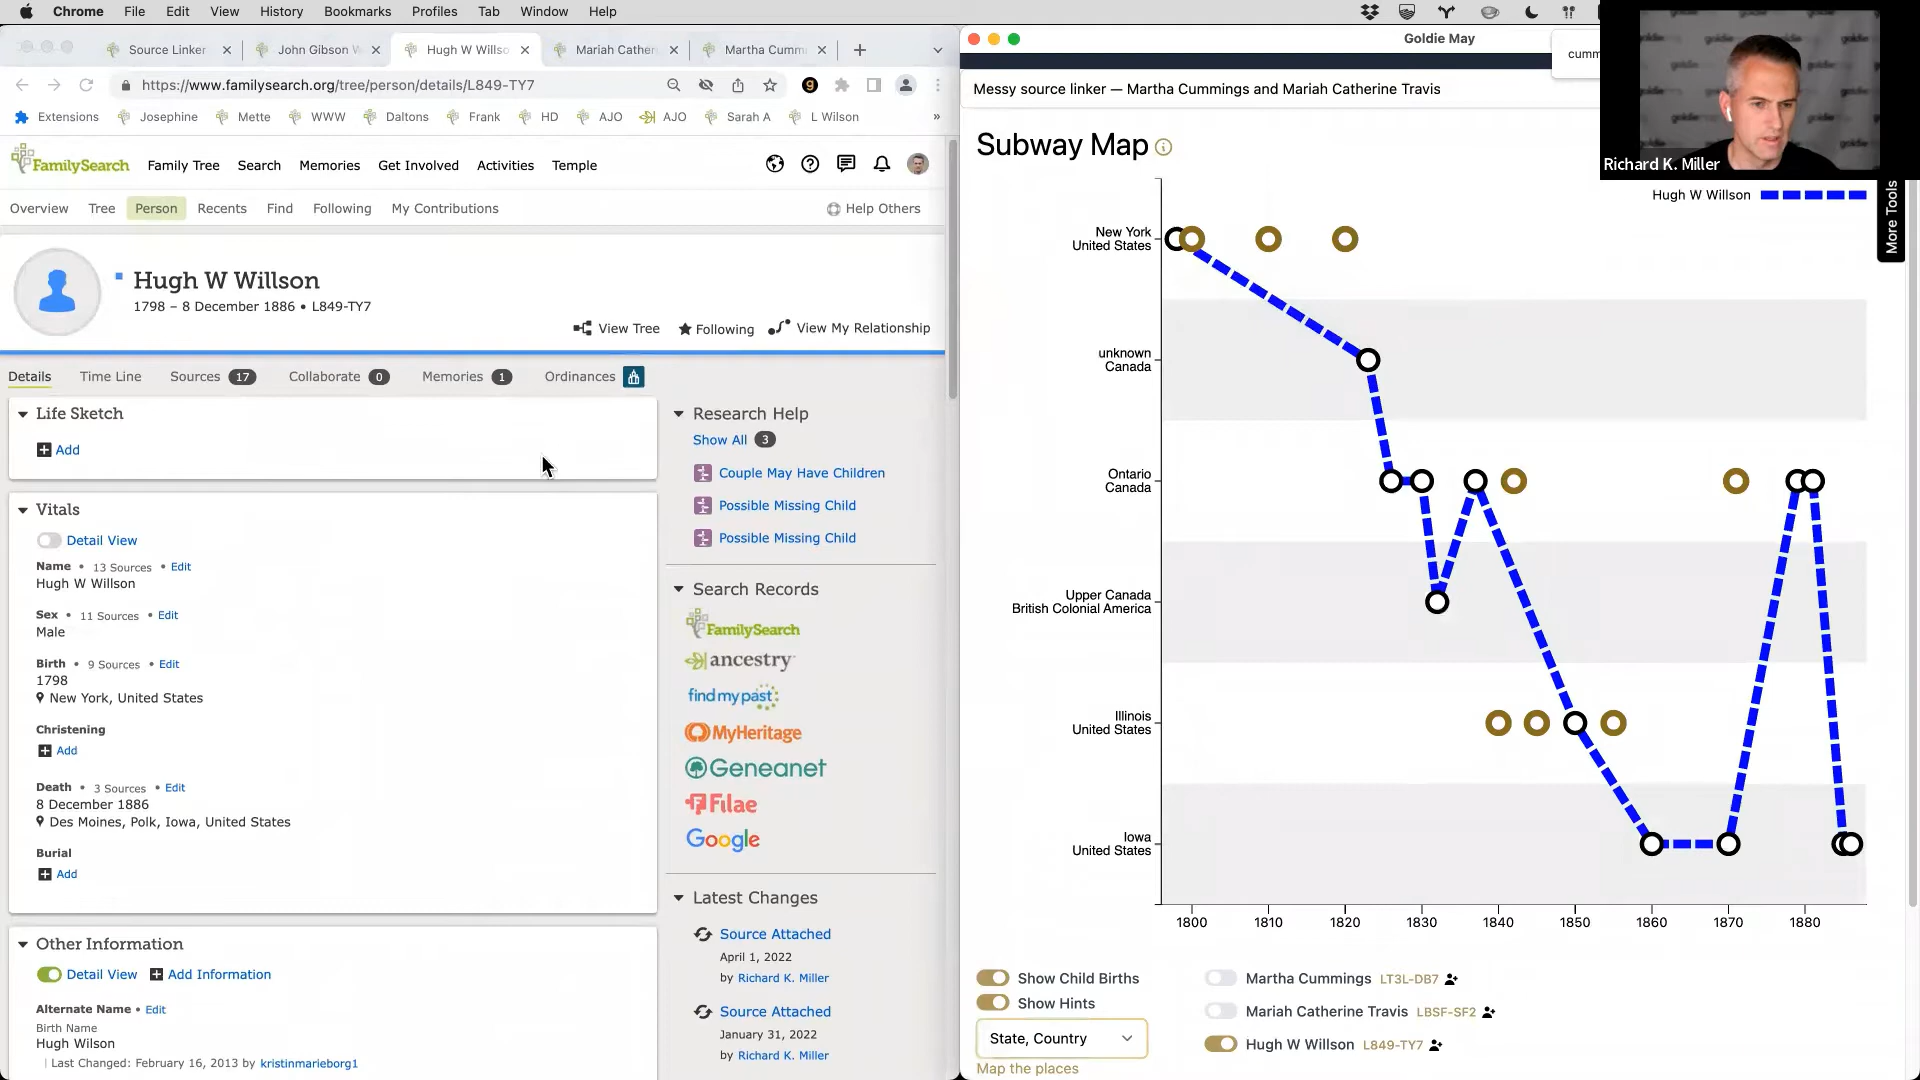 Chrome File Edit View History Bookmarks Profiles Tab Window Help
Source Linker
John Gibson W
Hugh W Willso
Mariah Cather
Martha Cumm
https://www.familysearch.org/tree/person/details/L849-TY7
Extensions Josephine Mette WWW Daltons Frank HD AJO AJO Sarah A L Wilson »
FamilySearch Family Tree Search Memories Get Involved Activities Temple
Overview Tree Person Recents Find Following My Contributions Help Others
Hugh W Willson
1798 – 8 December 1886 • L849-TY7
View Tree Following View My Relationship
Details Time Line Sources 17 Collaborate 0 Memories 1 Ordinances
Life Sketch
Add
Vitals
Detail View
Name • 13 Sources • Edit
Hugh W Willson
Sex • 11 Sources • Edit
Male
Birth • 9 Sources • Edit
1798
New York, United States
Christening
Add
Death • 3 Sources • Edit
8 December 1886
Des Moines, Polk, Iowa, United States
Burial
Add
Other Information
Detail View Add Information
Alternate Name • Edit
Birth Name
Hugh Wilson
Last Changed: February 16, 2013 by kristinmarieborg1
Research Help
Show All 3
Couple May Have Children
Possible Missing Child
Possible Missing Child
Search Records
FamilySearch
ancestry
findmypast
MyHeritage
Geneanet
Filae
Google
Latest Changes
Source Attached
April 1, 2022
by Richard K. Miller
Source Attached
January 31, 2022
by Richard K. Miller
Goldie May
cumm
Messy source linker — Martha Cummings and Mariah Catherine Travis
Richard K. Miller
Subway Map
Hugh W Willson
More Tools
New York
United States
unknown
Canada
Ontario
Canada
Upper Canada
British Colonial America
Illinois
United States
Iowa
United States
1800 1810 1820 1830 1840 1850 1860 1870 1880
Show Child Births
Show Hints
State, Country
Map the places
Martha Cummings LT3L-DB7
Mariah Catherine Travis LBSF-SF2
Hugh W Willson L849-TY7